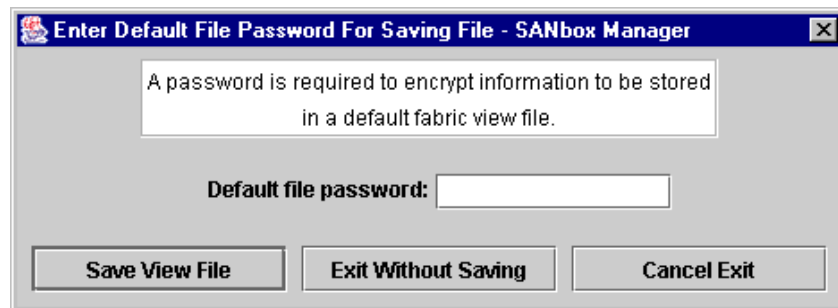 Enter Default File Password For Saving File - SANbox Manager
A password is required to encrypt information to be stored
in a default fabric view file.
Default file password:
Save View File Exit Without Saving Cancel Exit